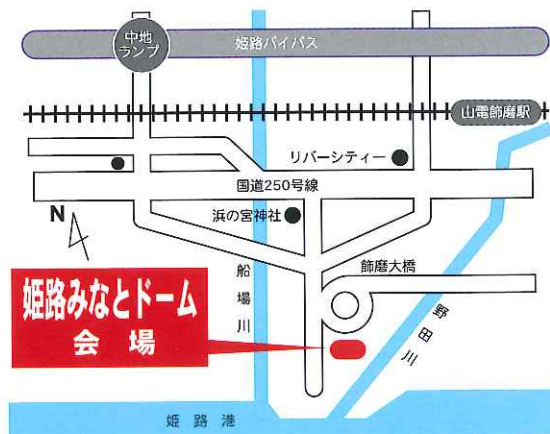 中地
ランプ
姫路バイパス
山電飾磨駅
リバーシティー
国道250号線
浜の宮神社
N
飾磨大橋
船場川
野田川
姫路みなとドーム
会場
姫路港